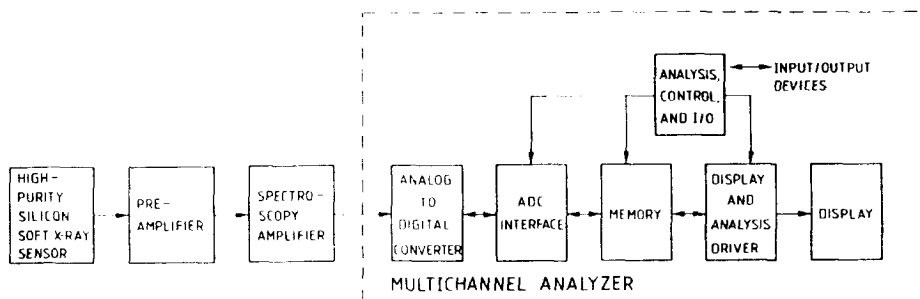 ANALYSIS,
CONTROL,
AND I/O
INPUT/OUTPUT
DEVICES
HIGH-
PURITY
SILICON
SOFT X-RAY
SENSOR
PRE-
AMPLIFIER
SPECTRO-
SCOPY
AMPLIFIER
ANALOG
TO
DIGITAL
CONVERTER
ADC
INTERFACE
MEMORY
DISPLAY
AND
ANALYSIS
DRIVER
DISPLAY
MULTICHANNEL ANALYZER